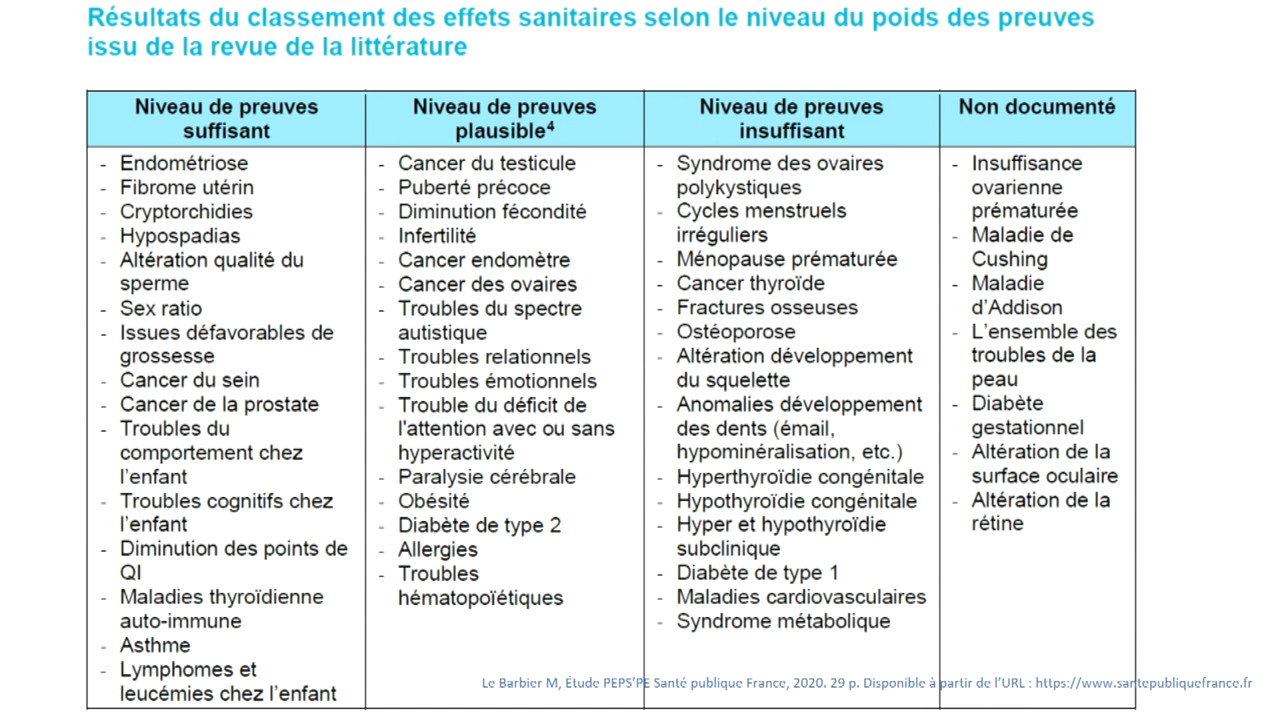 Résultats du classement des effets sanitaires selon le niveau du poids des preuves
issu de la revue de la littérature
Niveau de preuves
suffisant
- Endométriose
- Fibrome utérin
- Cryptorchidies
- Hypospadias
- Altération qualité du
sperme
- Sex ratio
- Issues défavorables de
grossesse
- Cancer du sein
- Cancer de la prostate
- Troubles du
comportement chez
l'enfant
- Troubles cognitifs chez
l'enfant
- Diminution des points de
QI
- Maladies thyroïdienne
auto-immune
- Asthme
- Lymphomes et
leucémies chez l'enfant
Niveau de preuves
plausible⁴
- Cancer du testicule
- Puberté précoce
- Diminution fécondité
- Infertilité
- Cancer endomètre
- Cancer des ovaires
- Troubles du spectre
autistique
- Troubles relationnels
- Troubles émotionnels
- Trouble du déficit de
l'attention avec ou sans
hyperactivité
- Paralysie cérébrale
- Obésité
- Diabète de type 2
- Allergies
- Troubles
hématopoïétiques
Niveau de preuves
insuffisant
- Syndrome des ovaires
polykystiques
- Cycles menstruels
irréguliers
- Ménopause prématurée
- Cancer thyroïde
- Fractures osseuses
- Ostéoporose
- Altération développement
du squelette
- Anomalies développement
des dents (émail,
hypominéralisation, etc.)
- Hyperthyroïdie congénitale
- Hypothyroïdie congénitale
- Hyper et hypothyroïdie
subclinique
- Diabète de type 1
- Maladies cardiovasculaires
- Syndrome métabolique
Non documenté
- Insuffisance
ovarienne
prématurée
- Maladie de
Cushing
- Maladie
d'Addison
- L'ensemble des
troubles de la
peau
- Diabète
gestationnel
- Altération de la
surface oculaire
- Altération de la
rétine
Le Barbier M, Étude PEPS'PE Santé publique France, 2020. 29 p. Disponible à partir de l'URL : https://www.santepubliquefrance.fr